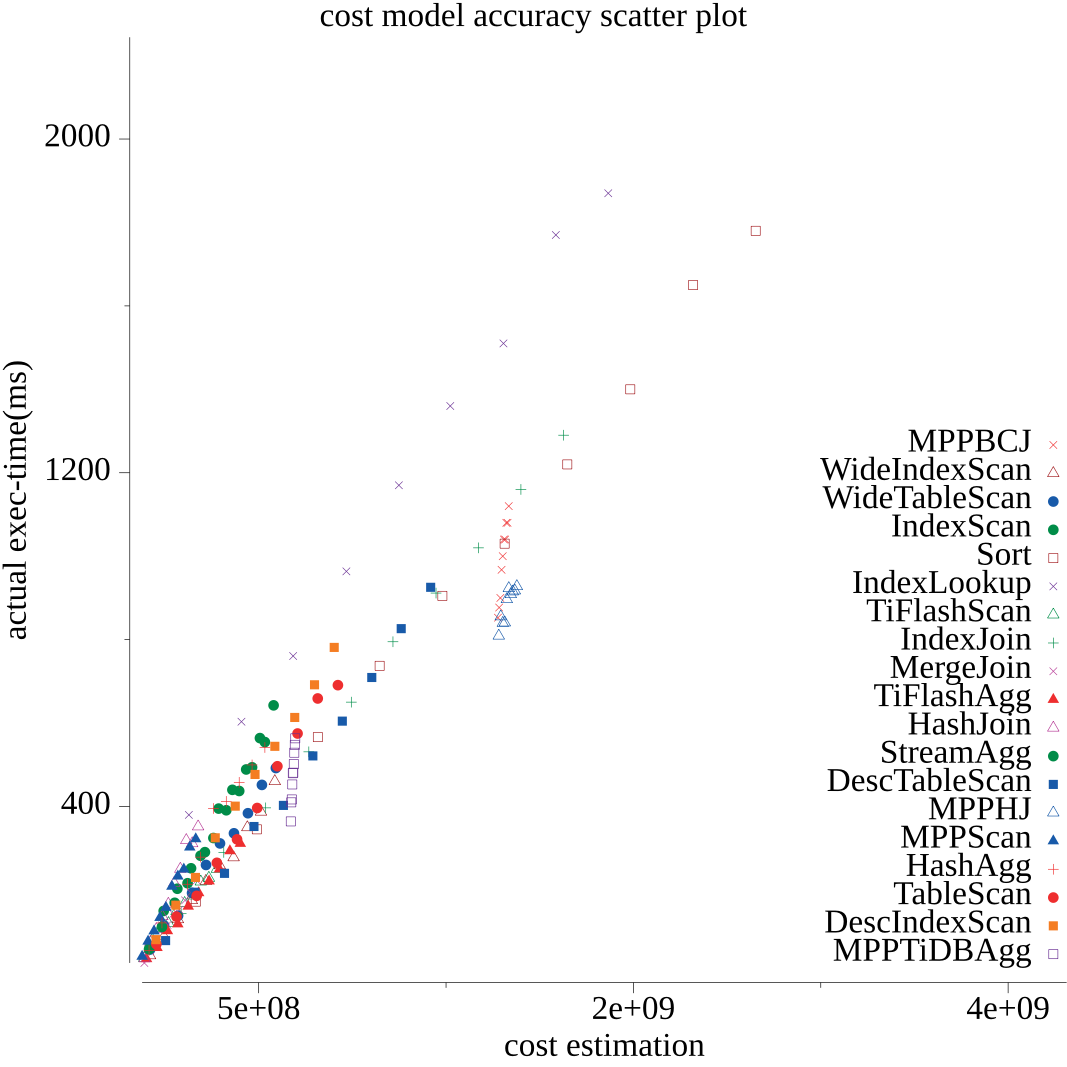 cost model accuracy scatter plot
2000
1200
400
actual exec-time(ms)
MPPBCJ
WideIndexScan
WideTableScan
IndexScan
Sort
IndexLookup
TiFlashScan
IndexJoin
MergeJoin
TiFlashAgg
HashJoin
StreamAgg
DescTableScan
MPPHJ
MPPScan
HashAgg
TableScan
DescIndexScan
MPPTiDBAgg
5e+08
2e+09
4e+09
cost estimation